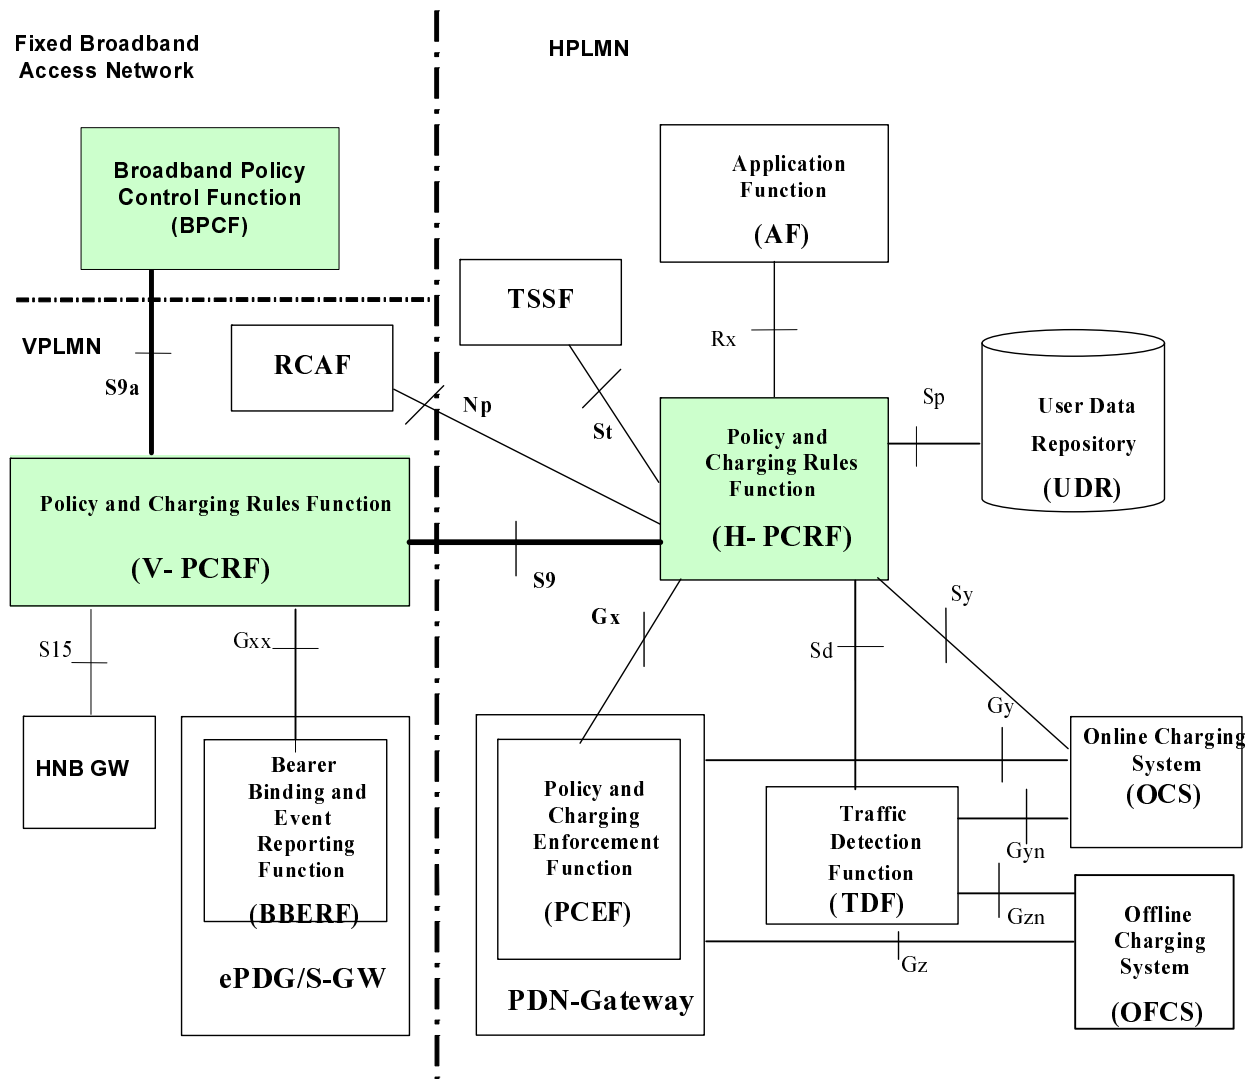 Fixed Broadband
Access Network
HPLMN
Broadband Policy
Control Function
(BPCF)
Application
Function
(AF)
TSSF
VPLMN
RCAF
S9a
Np
St
Rx
Sp
User Data
Repository
(UDR)
Policy and
Charging Rules
Function
(H- PCRF)
Policy and Charging Rules Function
(V- PCRF)
S9
S15
Gxx
Gx
Sd
Sy
Gy
HNB GW
Bearer
Binding and
Event
Reporting
Function
(BBERF)
ePDG/S-GW
Policy and
Charging
Enforcement
Function
(PCEF)
PDN-Gateway
Traffic
Detection
Function
(TDF)
Online Charging
System
(OCS)
Gyn
Gzn
Gz
Offline
Charging
System
(OFCS)